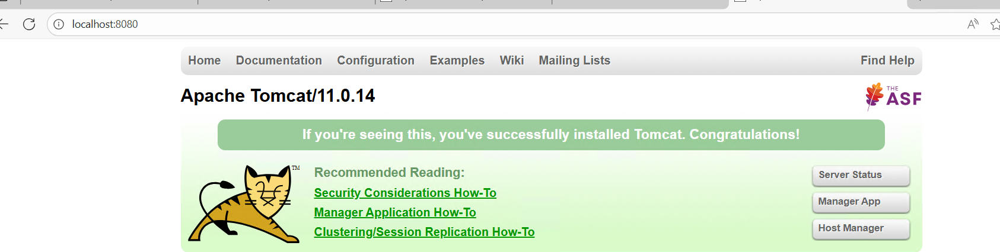 localhost:8080
Home Documentation Configuration Examples Wiki Mailing Lists Find Help
Apache Tomcat/11.0.14
THE
ASF
If you're seeing this, you've successfully installed Tomcat. Congratulations!
TM
Recommended Reading:
Security Considerations How-To
Manager Application How-To
Clustering/Session Replication How-To
Server Status
Manager App
Host Manager